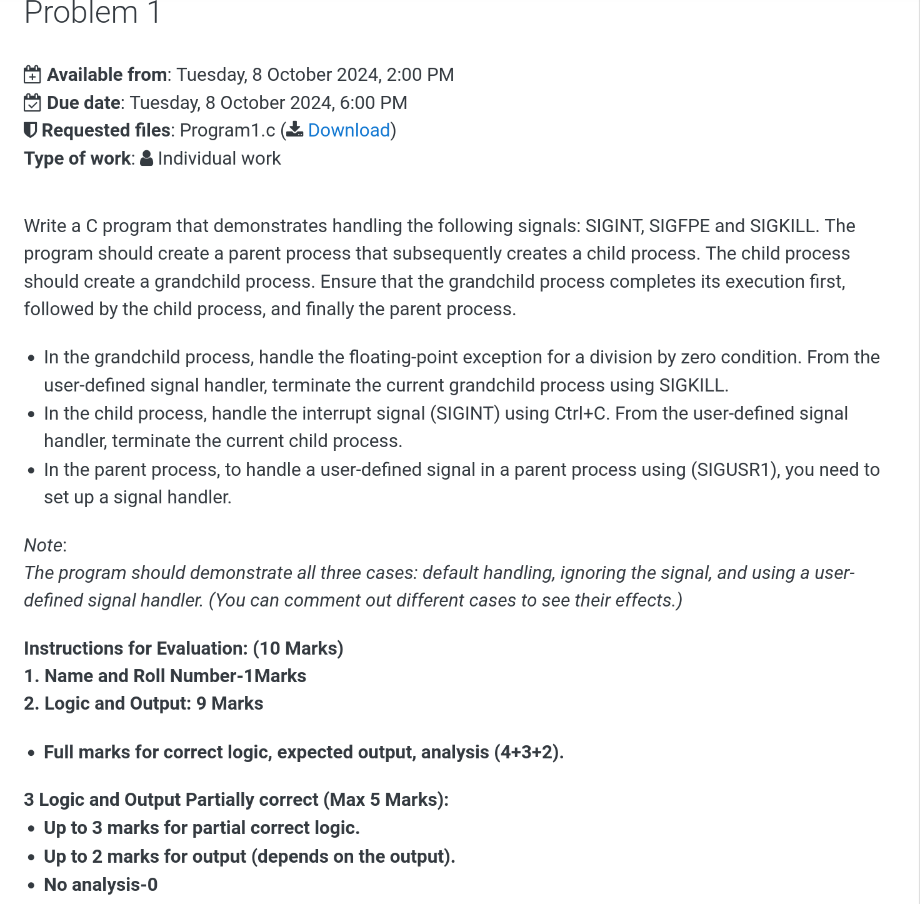 Problem 1
Available from: Tuesday, 8 October 2024, 2:00 PM
Due date: Tuesday, 8 October 2024, 6:00 PM
Requested files: Program1.c ( Download)
Type of work: Individual work
Write a C program that demonstrates handling the following signals: SIGINT, SIGFPE and SIGKILL. The
program should create a parent process that subsequently creates a child process. The child process
should create a grandchild process. Ensure that the grandchild process completes its execution first,
followed by the child process, and finally the parent process.
• In the grandchild process, handle the floating-point exception for a division by zero condition. From the
user-defined signal handler, terminate the current grandchild process using SIGKILL.
• In the child process, handle the interrupt signal (SIGINT) using Ctrl+C. From the user-defined signal
handler, terminate the current child process.
• In the parent process, to handle a user-defined signal in a parent process using (SIGUSR1), you need to
set up a signal handler.
Note:
The program should demonstrate all three cases: default handling, ignoring the signal, and using a user-
defined signal handler. (You can comment out different cases to see their effects.)
Instructions for Evaluation: (10 Marks)
1. Name and Roll Number-1Marks
2. Logic and Output: 9 Marks
• Full marks for correct logic, expected output, analysis (4+3+2).
3 Logic and Output Partially correct (Max 5 Marks):
• Up to 3 marks for partial correct logic.
• Up to 2 marks for output (depends on the output).
• No analysis-0